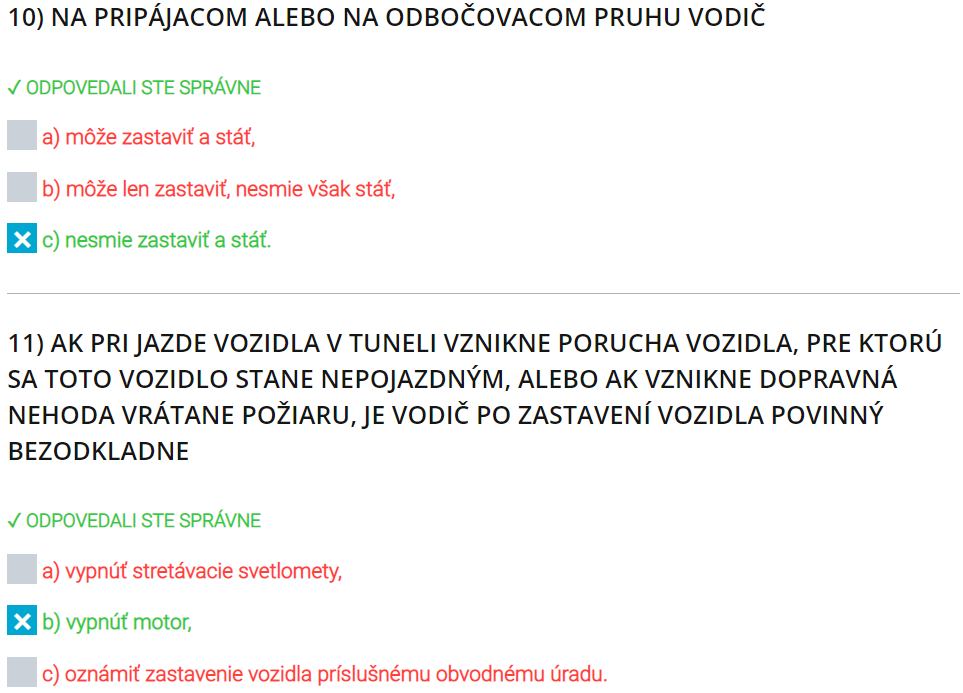 10) NA PRIPÁJACOM ALEBO NA ODBOČOVACOM PRUHU VODIČ
✓ ODPOVEDALI STE SPRÁVNE
a) môže zastaviť a stáť,
b) môže len zastaviť, nesmie však stáť,
c) nesmie zastaviť a stáť.
11) AK PRI JAZDE VOZIDLA V TUNELI VZNIKNE PORUCHA VOZIDLA, PRE KTORÚ
SA TOTO VOZIDLO STANE NEPOJAZDNÝM, ALEBO AK VZNIKNE DOPRAVNÁ
NEHODA VRÁTANE POŽIARU, JE VODIČ PO ZASTAVENÍ VOZIDLA POVINNÝ
BEZODKLADNE
✓ ODPOVEDALI STE SPRÁVNE
a) vypnúť stretávacie svetlomety,
b) vypnúť motor,
c) oznámiť zastavenie vozidla príslušnému obvodnému úradu.